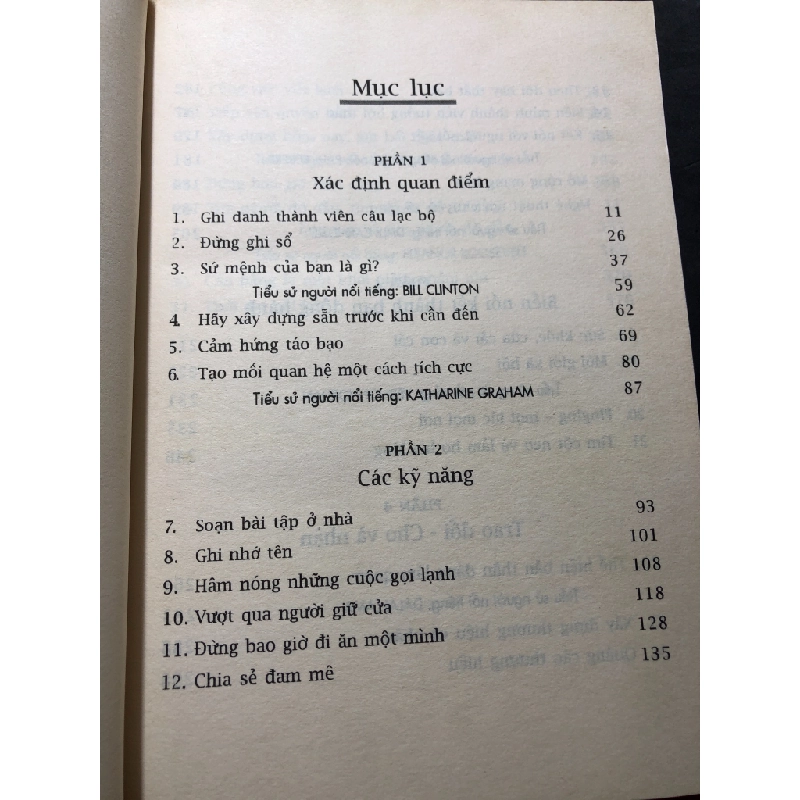 Mục lục
PHẦN 1
Xác định quan điểm
1. Ghi danh thành viên câu lạc bộ 11
2. Đừng ghi sổ 26
3. Sứ mệnh của bạn là gì? 37
Tiểu sử người nổi tiếng: BILL CLINTON 59
4. Hãy xây dựng sẵn trước khi cần đến 62
5. Cảm hứng táo bạo 69
6. Tạo mối quan hệ một cách tích cực 80
Tiểu sử người nổi tiếng: KATHARINE GRAHAM 87
PHẦN 2
Các kỹ năng
7. Soạn bài tập ở nhà 93
8. Ghi nhớ tên 101
9. Hâm nóng những cuộc gọi lạnh 108
10. Vượt qua người giữ cửa 118
11. Đừng bao giờ đi ăn một mình 128
12. Chia sẻ đam mê 135